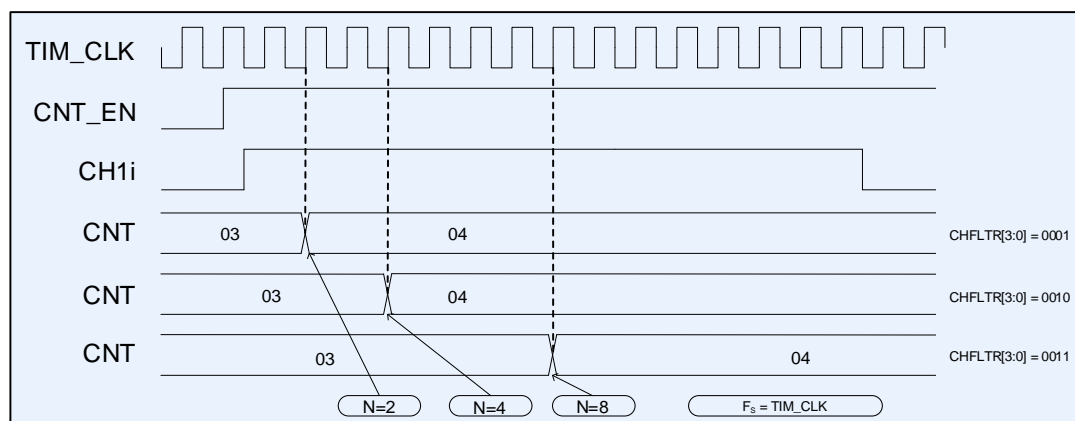 TIM_CLK
CNT_EN
CH1i
CNT 03 04 CHFLTR[3:0] = 0001
CNT 03 04 CHFLTR[3:0] = 0010
CNT 03 04 CHFLTR[3:0] = 0011
N=2 N=4 N=8 FS = TIM_CLK